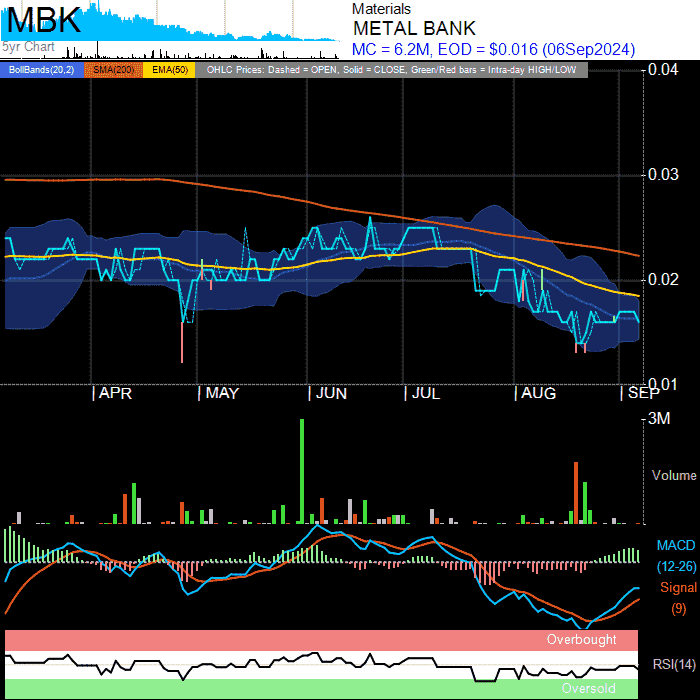 MBK
5yr Chart
Materials
METAL BANK
MC = 6.2M, EOD = $0.016 (06Sep2024)
BollBands(20,2) SMA(200) EMA(50) OHLC Prices: Dashed = OPEN, Solid = CLOSE, Green/Red bars = Intra-day HIGH/LOW
0.04
0.03
0.02
0.01
APR MAY JUN JUL AUG SEP
3M
Volume
MACD
(12-26)
Signal
(9)
Overbought
RSI(14)
Oversold